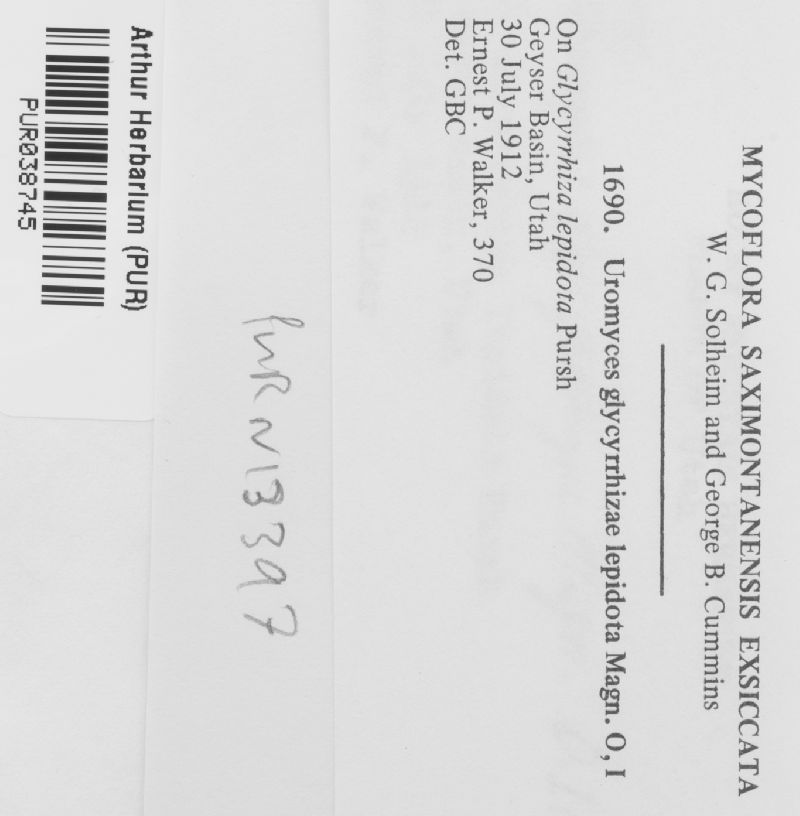 MYCOFLORA SAXIMONTANENSIS EXSICCATA
W. G. Solheim and George B. Cummins
1690. Uromyces glycyrrhizae lepidota Magn. O, I
On Glycyrrhiza lepidota Pursh
Geyser Basin, Utah
30 July 1912
Ernest P. Walker, 370
Det. GBC
PUR N13397
Arthur Herbarium (PUR)
PUR038745